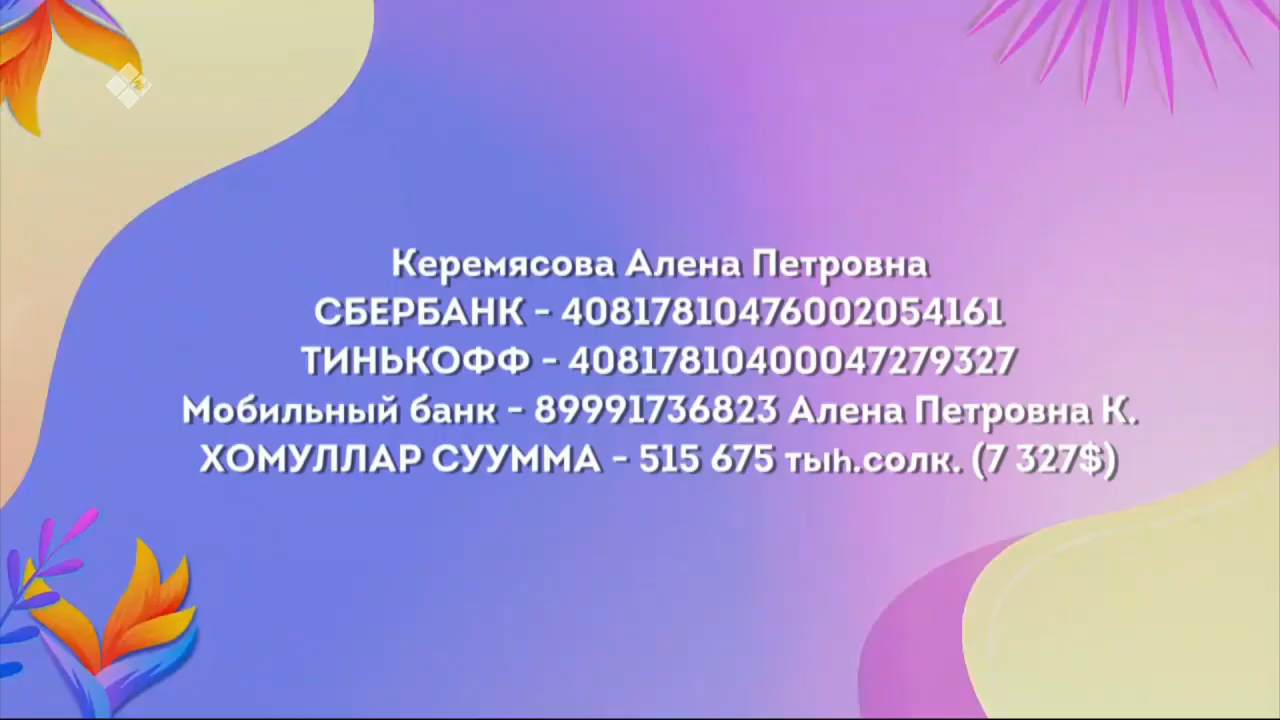 Керемясова Алена Петровна
СБЕРБАНК - 40817810476002054161
ТИНЬКОФФ - 40817810400047279327
Мобильный банк - 89991736823 Алена Петровна К.
ХОМУЛЛАР СУУММА - 515 675 тыһ.солк. (7 327$)